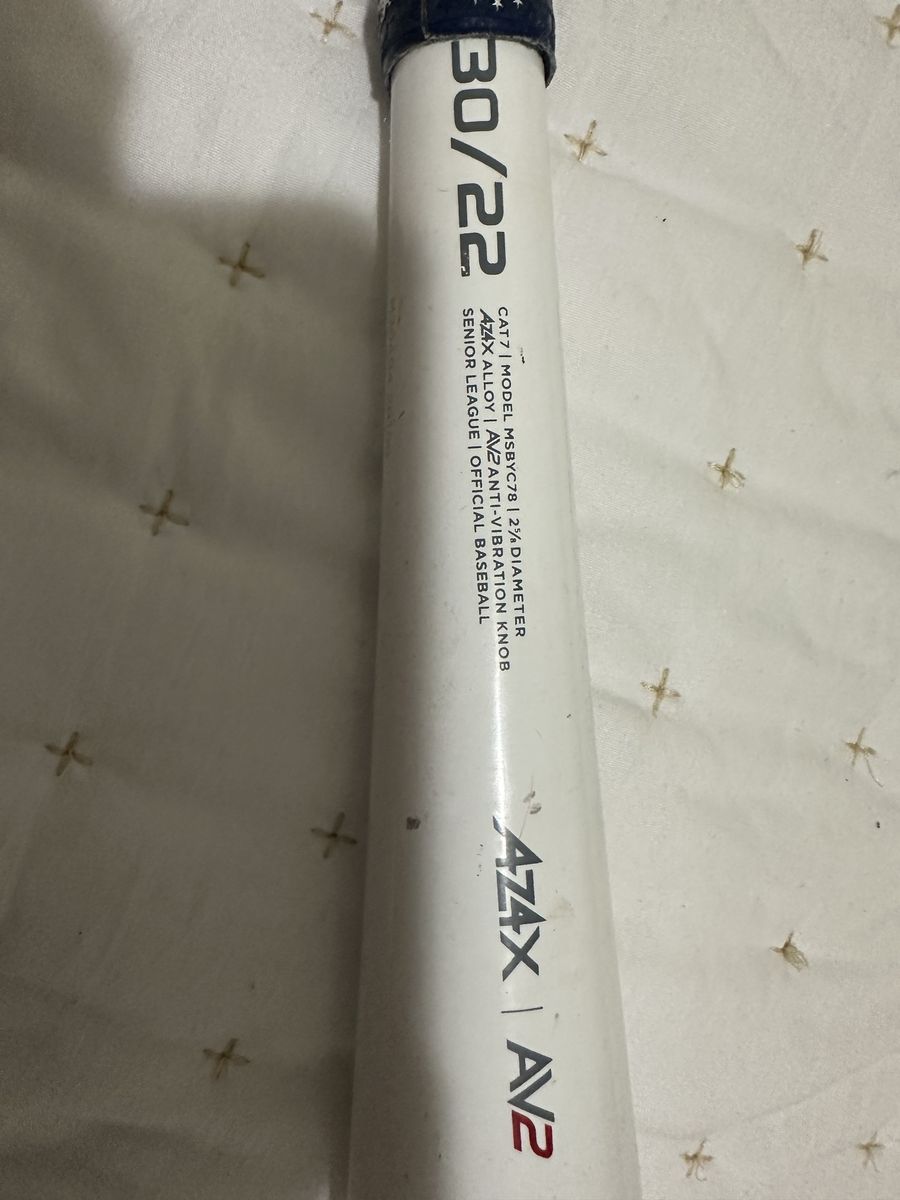 30/22
CAT7 | MODEL MSBYC78 | 2⅝ DIAMETER
AZ4X ALLOY | AV2 ANTI-VIBRATION KNOB
SENIOR LEAGUE | OFFICIAL BASEBALL
AZ4X | AV2